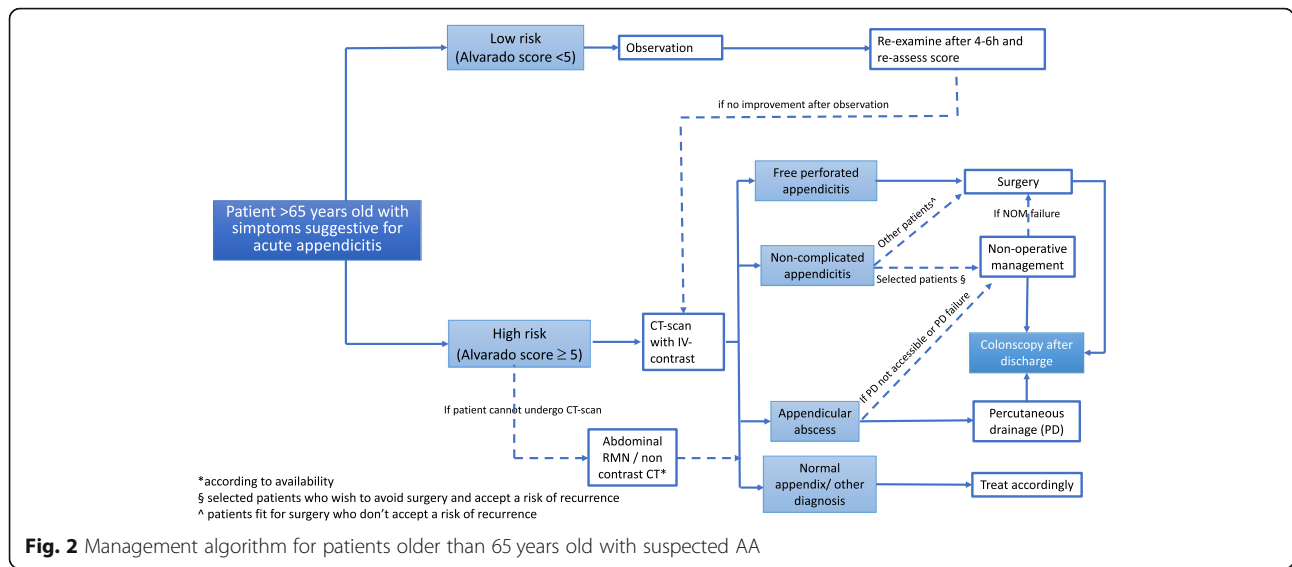 Low risk
(Alvarado score <5)
Observation
Re-examine after 4-6h and
re-assess score
if no improvement after observation
Free perforated
appendicitis
Surgery
Other patients^
If NOM failure
Patient >65 years old with
simptoms suggestive for
acute appendicitis
Non-complicated
appendicitis
Non-operative
management
Selected patients §
CT-scan
with IV-
contrast
High risk
(Alvarado score ≥ 5)
If PD not accessible or PD failure
Colonscopy after
discharge
If patient cannot undergo CT-scan
Appendicular
abscess
Percutaneous
drainage (PD)
Abdominal
RMN / non
contrast CT*
Normal
appendix/ other
diagnosis
Treat accordingly
*according to availability
§ selected patients who wish to avoid surgery and accept a risk of recurrence
^ patients fit for surgery who don't accept a risk of recurrence
Fig. 2 Management algorithm for patients older than 65 years old with suspected AA